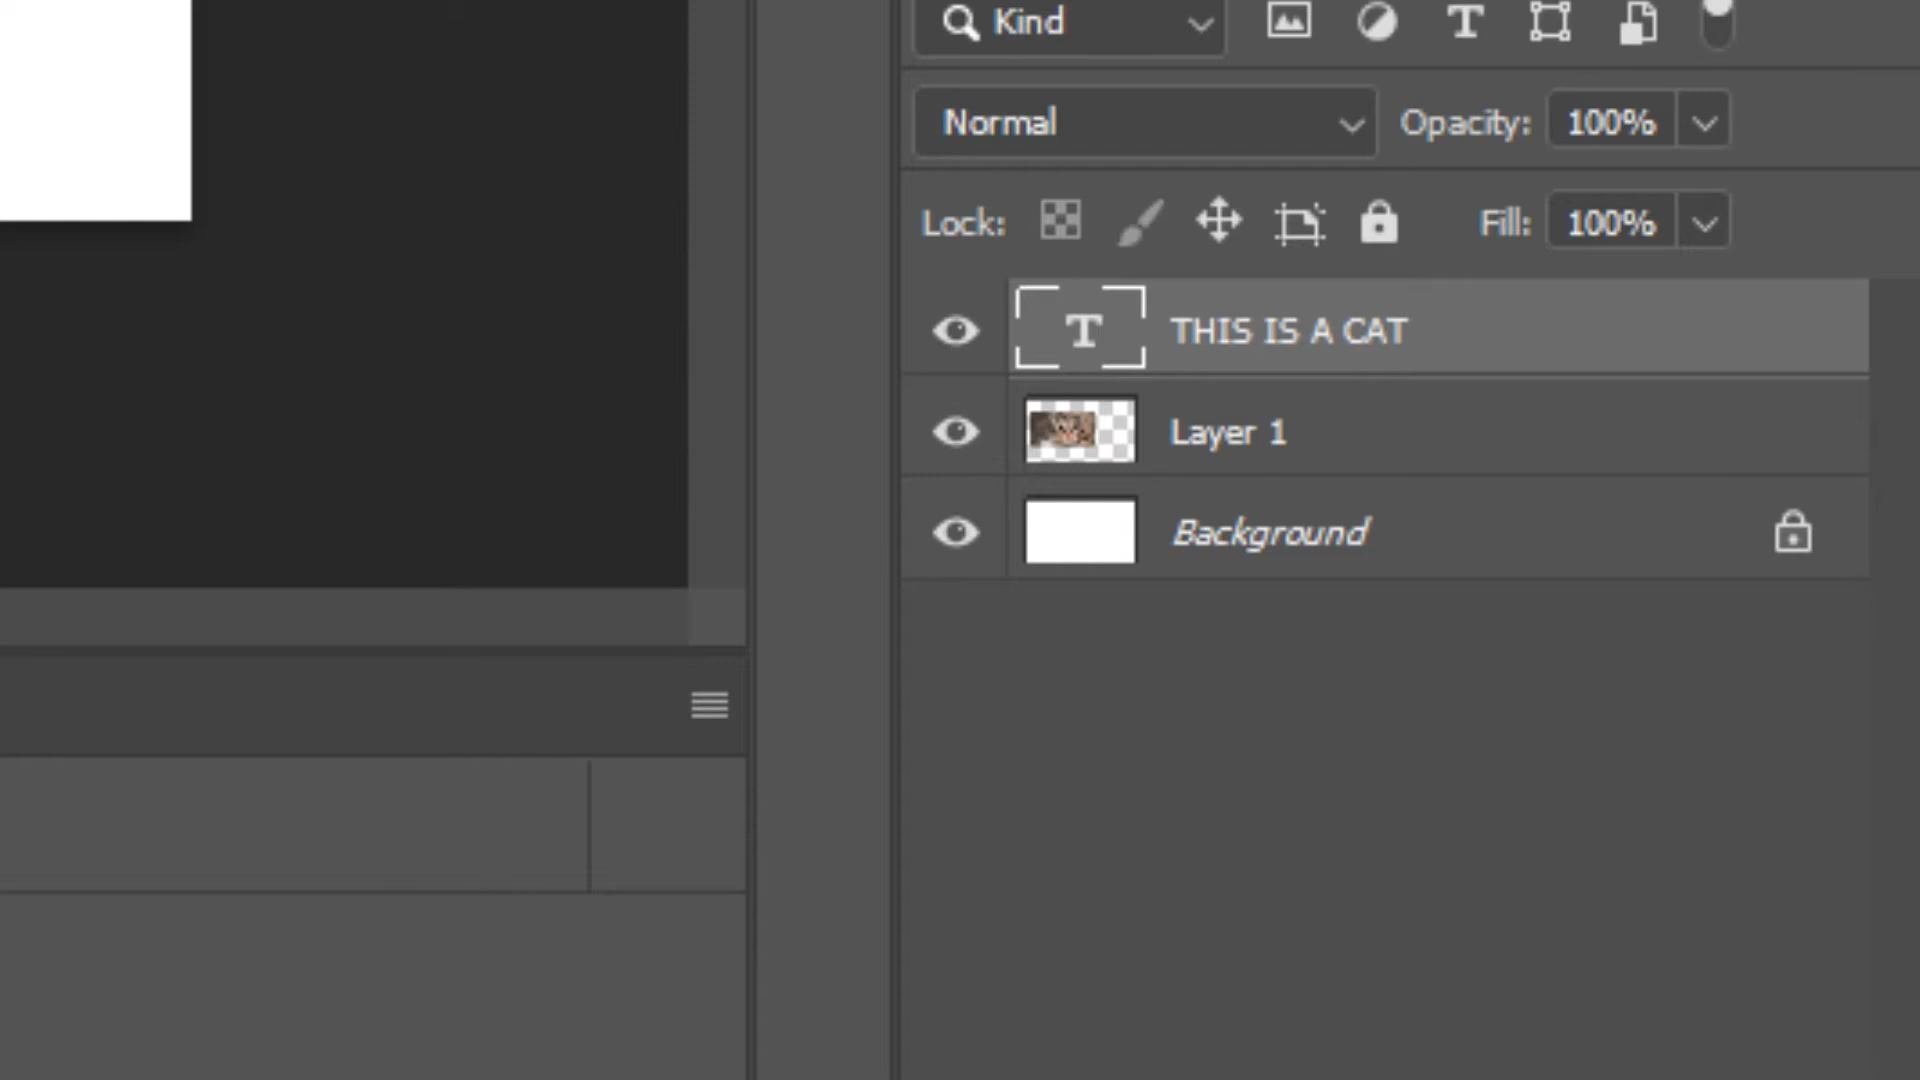 Kind
Normal Opacity: 100%
Lock: Fill: 100%
THIS IS A CAT
Layer 1
Background